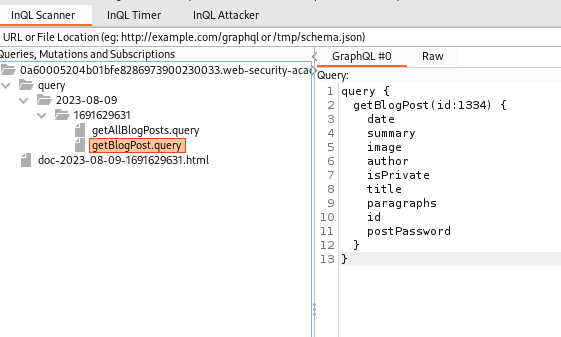 InQL Scanner InQL Timer InQL Attacker
URL or File Location (eg: http://example.com/graphql or /tmp/schema.json)
Queries, Mutations and Subscriptions
0a60005204b01bfe8286973900230033.web-security-aca
query
2023-08-09
1691629631
getAllBlogPosts.query
getBlogPost.query
doc-2023-08-09-1691629631.html
GraphQL #0 Raw
Query:
1 query {
2 getBlogPost(id:1334) {
3 date
4 summary
5 image
6 author
7 isPrivate
8 title
9 paragraphs
10 id
11 postPassword
12 }
13 }